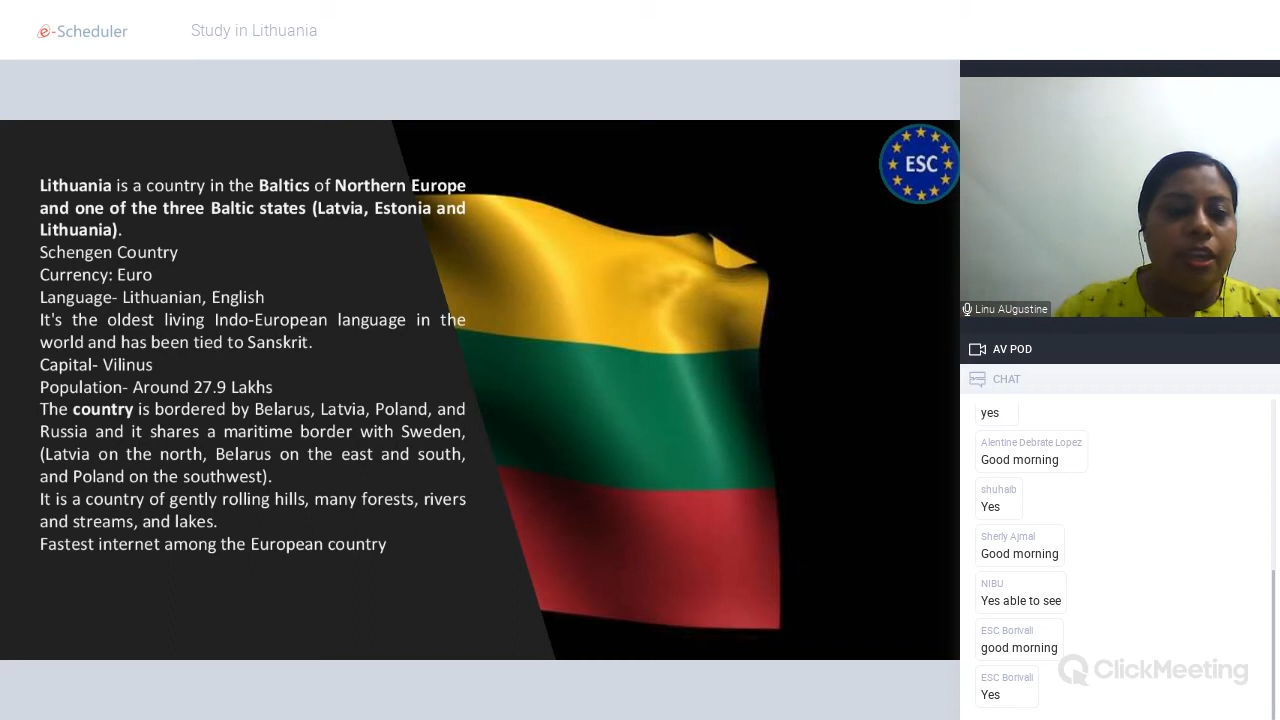 e-Scheduler
Study in Lithuania
ESC
Lithuania is a country in the Baltics of Northern Europe
and one of the three Baltic states (Latvia, Estonia and
Lithuania).
Schengen Country
Currency: Euro
Language- Lithuanian, English
It's the oldest living Indo-European language in the
world and has been tied to Sanskrit.
Capital- Vilinus
Population- Around 27.9 Lakhs
The country is bordered by Belarus, Latvia, Poland, and
Russia and it shares a maritime border with Sweden,
(Latvia on the north, Belarus on the east and south,
and Poland on the southwest).
It is a country of gently rolling hills, many forests, rivers
and streams, and lakes.
Fastest internet among the European country
Linu AUgustine
AV POD
CHAT
yes
Alentine Debrate Lopez
Good morning
shuhaib
Yes
Sherly Ajmal
Good morning
NIBU
Yes able to see
ESC Borivali
good morning
ESC Borivali
Yes
ClickMeeting